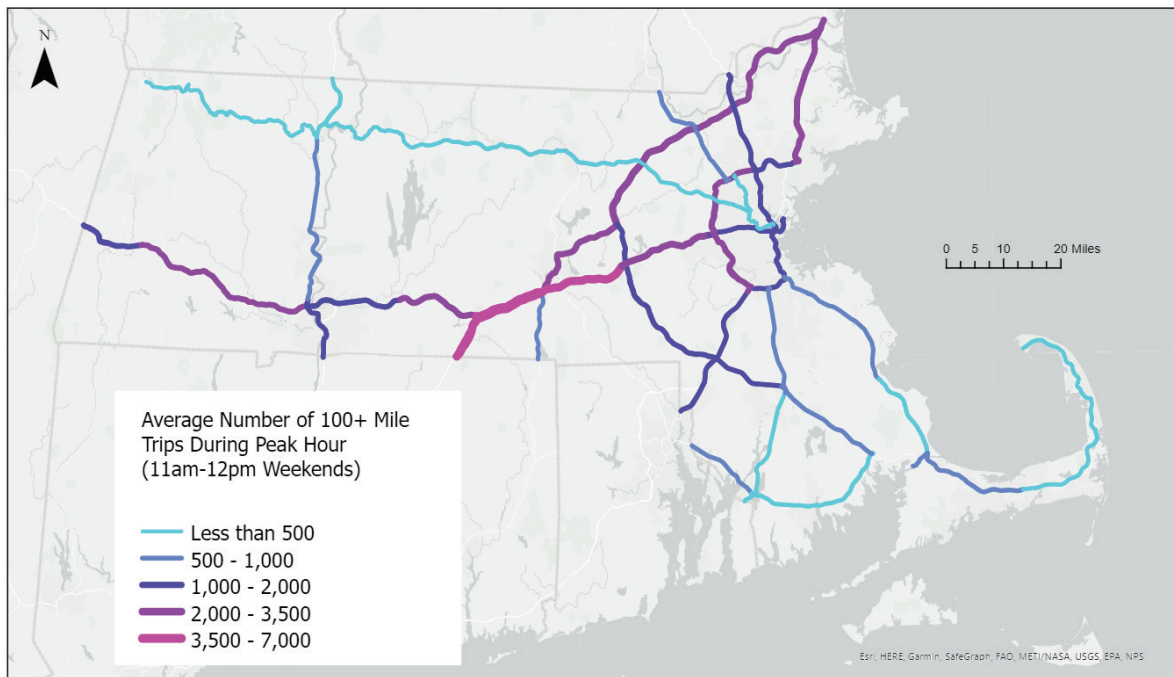 N
0 5 10 20 Miles
Average Number of 100+ Mile
Trips During Peak Hour
(11am-12pm Weekends)
Less than 500
500 - 1,000
1,000 - 2,000
2,000 - 3,500
3,500 - 7,000
Esri, HERE, Garmin, SafeGraph, FAO, METI/NASA, USGS, EPA, NPS